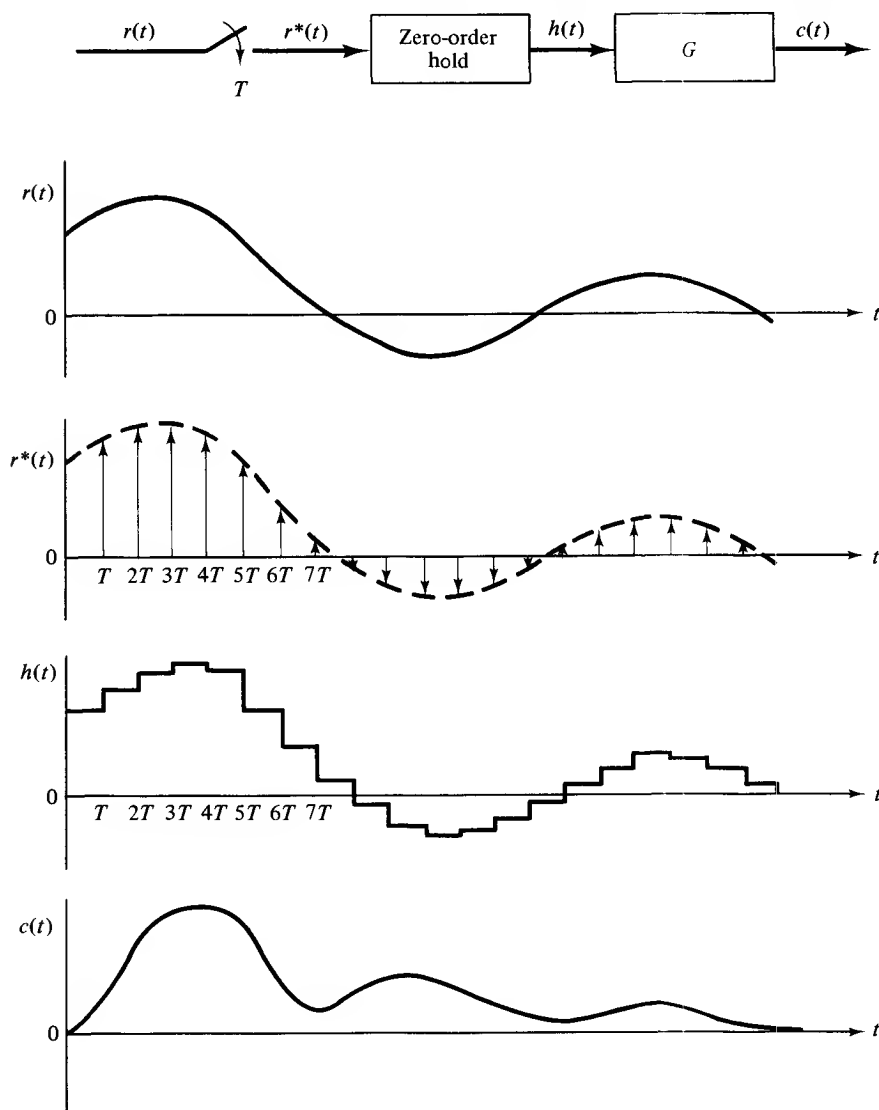 r(t) r*(t) Zero-order hold h(t) G c(t)
T
r(t)
0 t
r*(t)
0 t
T 2T 3T 4T 5T 6T 7T
h(t)
0 t
T 2T 3T 4T 5T 6T 7T
c(t)
0 t